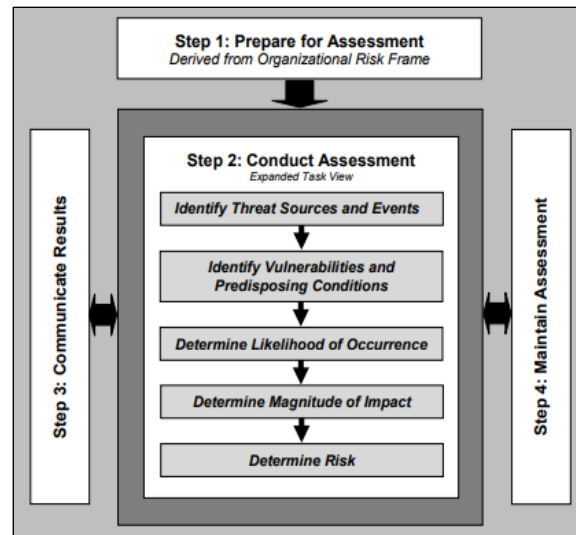 Step 1: Prepare for Assessment
Derived from Organizational Risk Frame
Step 3: Communicate Results
Step 2: Conduct Assessment
Expanded Task View
Identify Threat Sources and Events
Identify Vulnerabilities and
Predisposing Conditions
Determine Likelihood of Occurrence
Determine Magnitude of Impact
Determine Risk
Step 4: Maintain Assessment